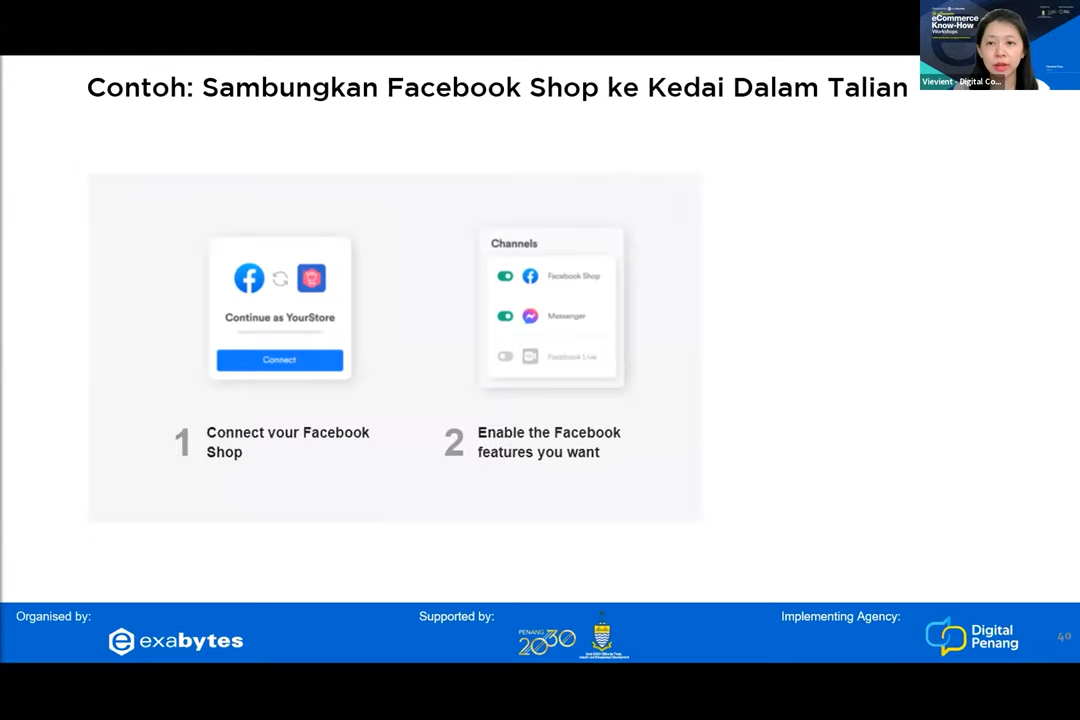 Contoh: Sambungkan Facebook Shop ke Kedai Dalam Talian
eCommerce
Know-How
Workshops
Vievient - Digital Co...
Continue as YourStore
Connect
Channels
Facebook Shop
Messenger
Facebook Live
1
Connect your Facebook
Shop
2
Enable the Facebook
features you want
Organised by:
exabytes
Supported by:
PENANG
2030
Implementing Agency:
Digital
Penang
40